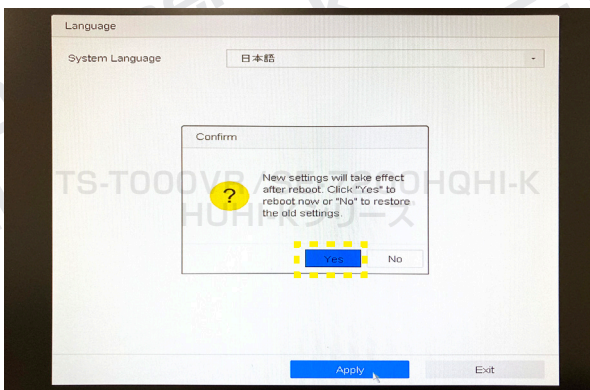 Language
System Language
日本語
Confirm
New settings will take effect
after reboot. Click "Yes" to
reboot now or "No" to restore
the old settings.
?
Yes
No
Apply
Exit